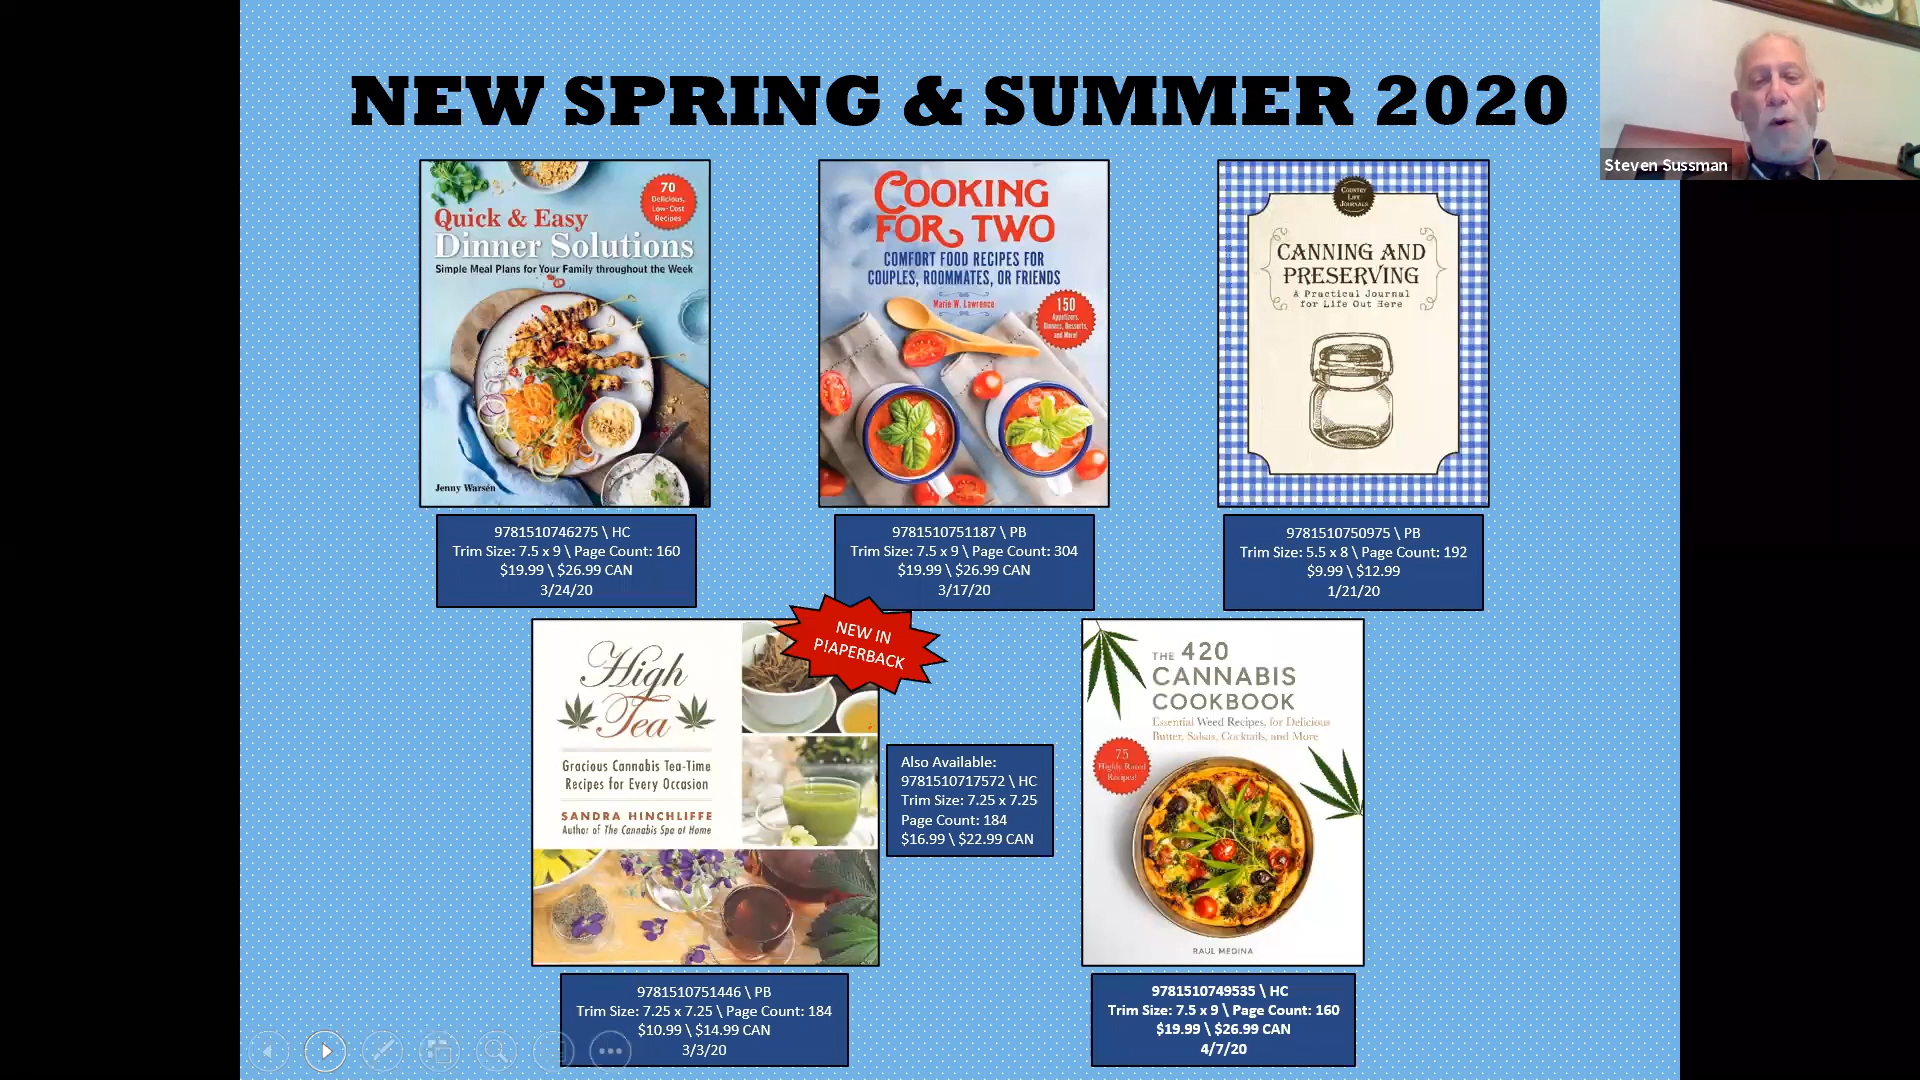 NEW SPRING & SUMMER 2020
Steven Sussman
70
Delicious,
Low-Cost
Recipes
Quick & Easy
Dinner Solutions
Simple Meal Plans for Your Family throughout the Week
Jenny Warsén
9781510746275 \ HC
Trim Size: 7.5 x 9 \ Page Count: 160
$19.99 \ $26.99 CAN
3/24/20
COOKING
FOR TWO
COMFORT FOOD RECIPES FOR
COUPLES, ROOMMATES, OR FRIENDS
Marie W. Lawrence
150
Appetizers,
Dinners, Desserts,
and More!
9781510751187 \ PB
Trim Size: 7.5 x 9 \ Page Count: 304
$19.99 \ $26.99 CAN
3/17/20
COUNTRY
LIFE
JOURNALS
CANNING AND
PRESERVING
A Practical Journal
for Life Out Here
9781510750975 \ PB
Trim Size: 5.5 x 8 \ Page Count: 192
$9.99 \ $12.99
1/21/20
NEW IN
PIAPERBACK
High
Tea
Gracious Cannabis Tea-Time
Recipes for Every Occasion
SANDRA HINCHLIFFE
Author of The Cannabis Spa at Home
9781510751446 \ PB
Trim Size: 7.25 x 7.25 \ Page Count: 184
$10.99 \ $14.99 CAN
3/3/20
Also Available:
9781510717572 \ HC
Trim Size: 7.25 x 7.25
Page Count: 184
$16.99 \ $22.99 CAN
THE 420
CANNABIS
COOKBOOK
Essential Weed Recipes, for Delicious
Butter, Salsas, Cocktails, and More
75
Highly Rated
Recipes!
RAUL MEDINA
9781510749535 \ HC
Trim Size: 7.5 x 9 \ Page Count: 160
$19.99 \ $26.99 CAN
4/7/20